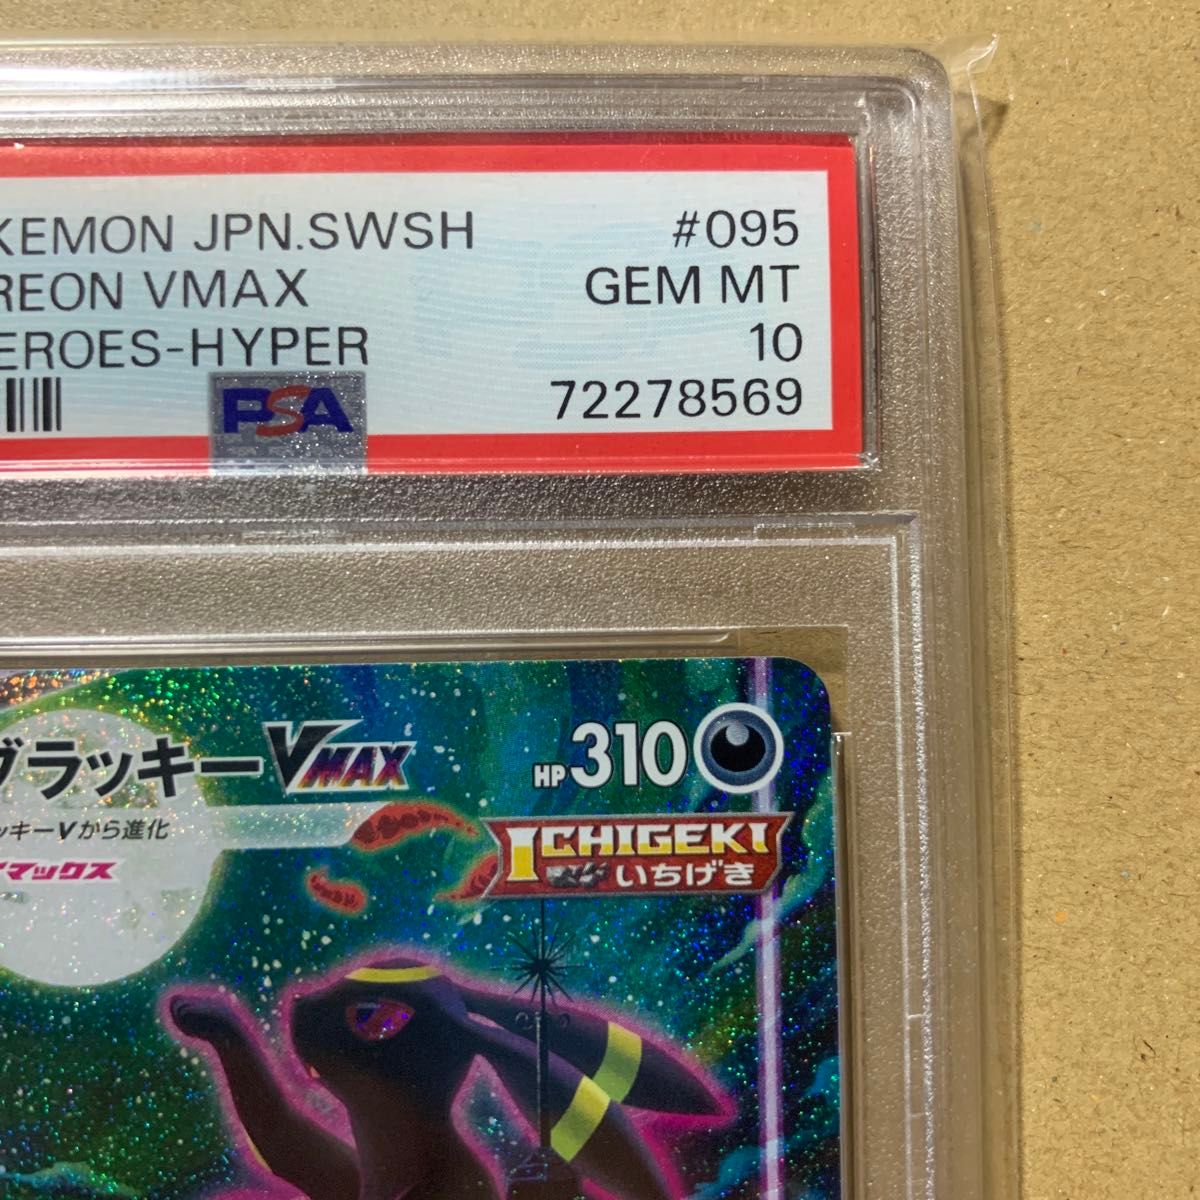 KEMON JPN.SWSH #095
REON VMAX GEM MT
EROES-HYPER 10
PSA 72278569
ブラッキーVMAX HP310
ッキーVから進化
ICHIGEKI
マックス
いちげき